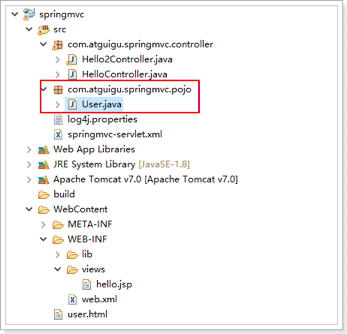 springmvc
src
com.atguigu.springmvc.controller
Hello2Controller.java
HelloController.java
com.atguigu.springmvc.pojo
User.java
log4j.properties
springmvc-servlet.xml
Web App Libraries
JRE System Library [JavaSE-1.8]
Apache Tomcat v7.0 [Apache Tomcat v7.0]
build
WebContent
META-INF
WEB-INF
lib
views
hello.jsp
web.xml
user.html